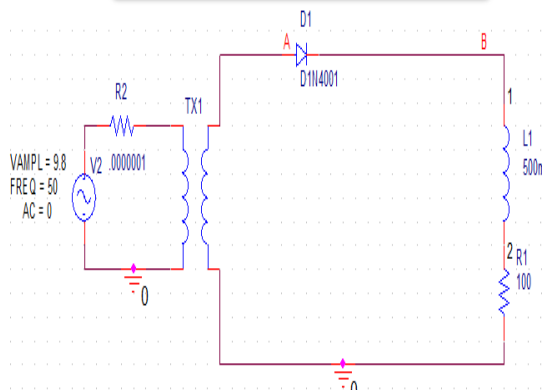 D1
A
B
D1N4001
R2
TX1
1
VAMPL = 9.8
V2
.0000001
FREQ = 50
AC = 0
L1
500m
2
R1
100
0
0